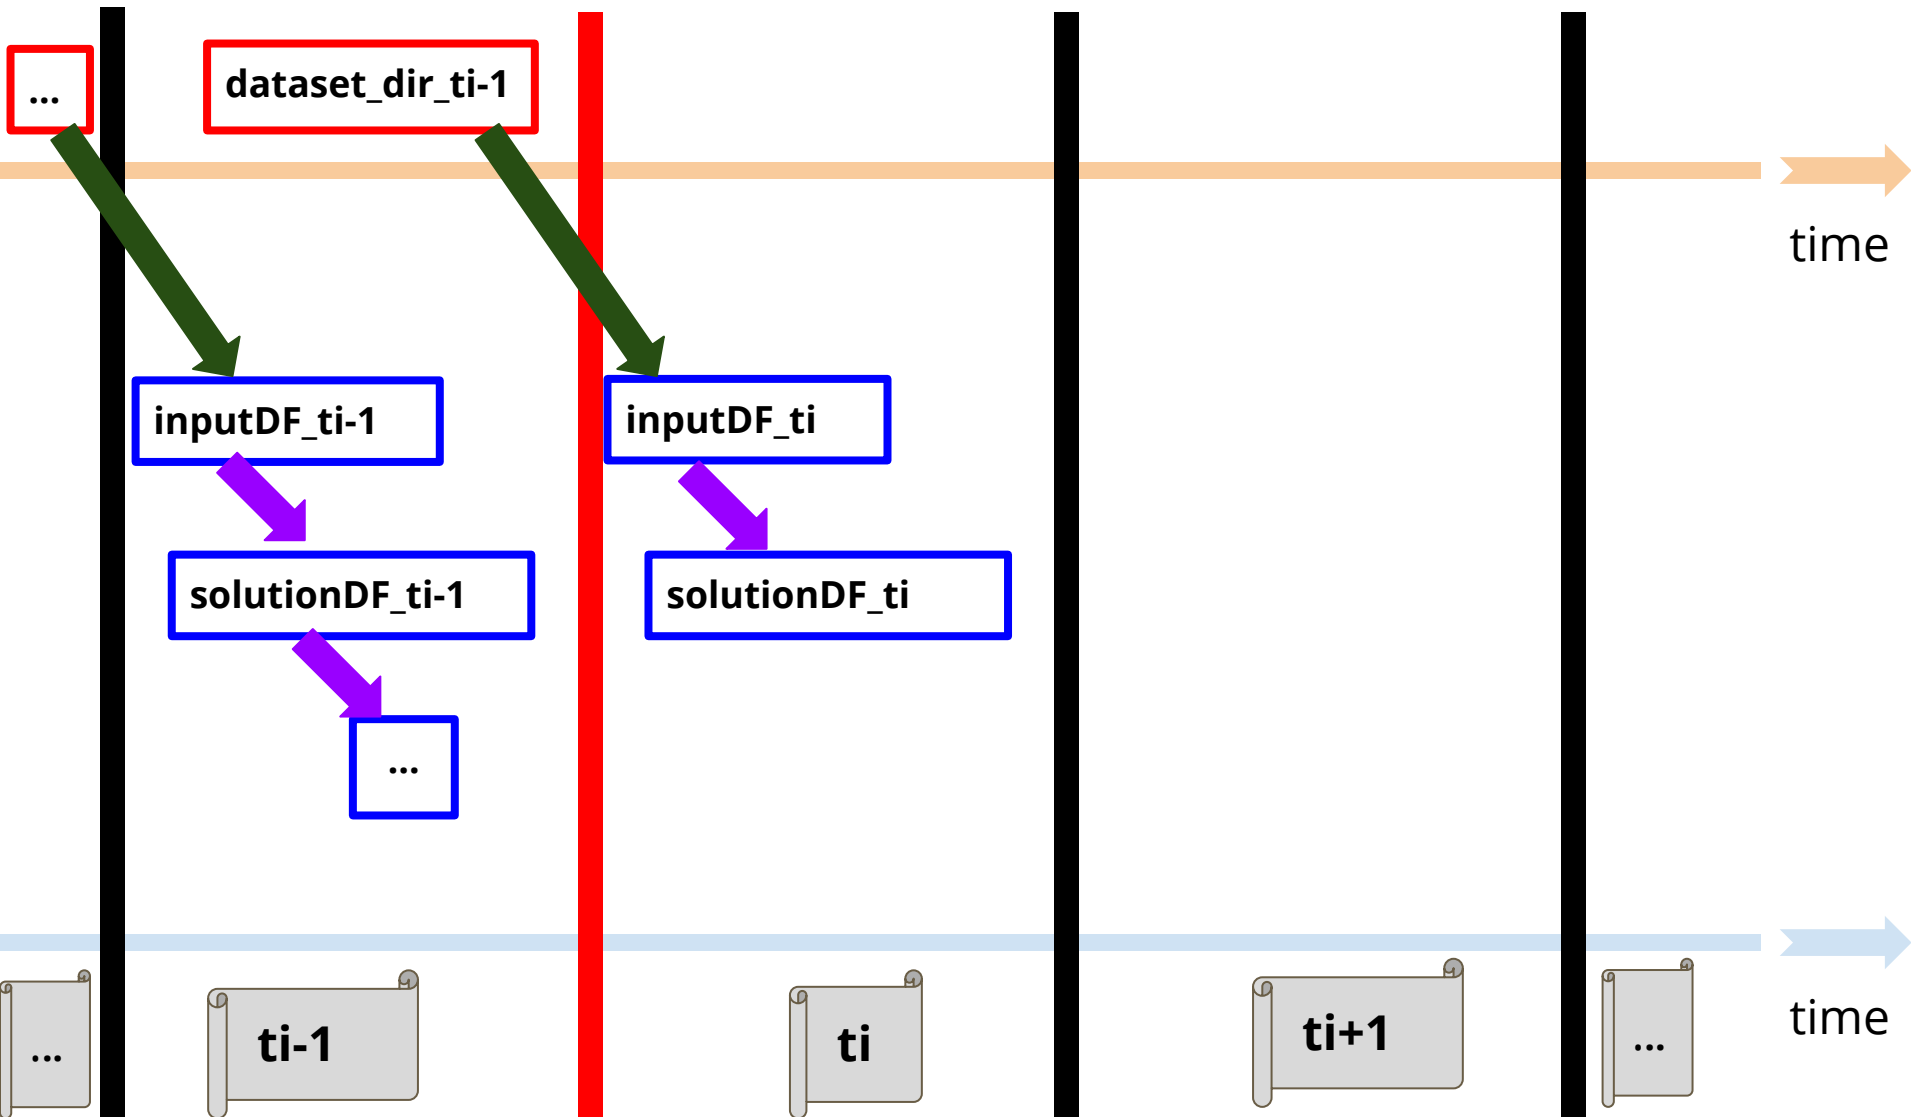 ...
dataset_dir_ti-1
time
inputDF_ti-1
inputDF_ti
solutionDF_ti-1
solutionDF_ti
...
...
ti-1
ti
ti+1
...
time